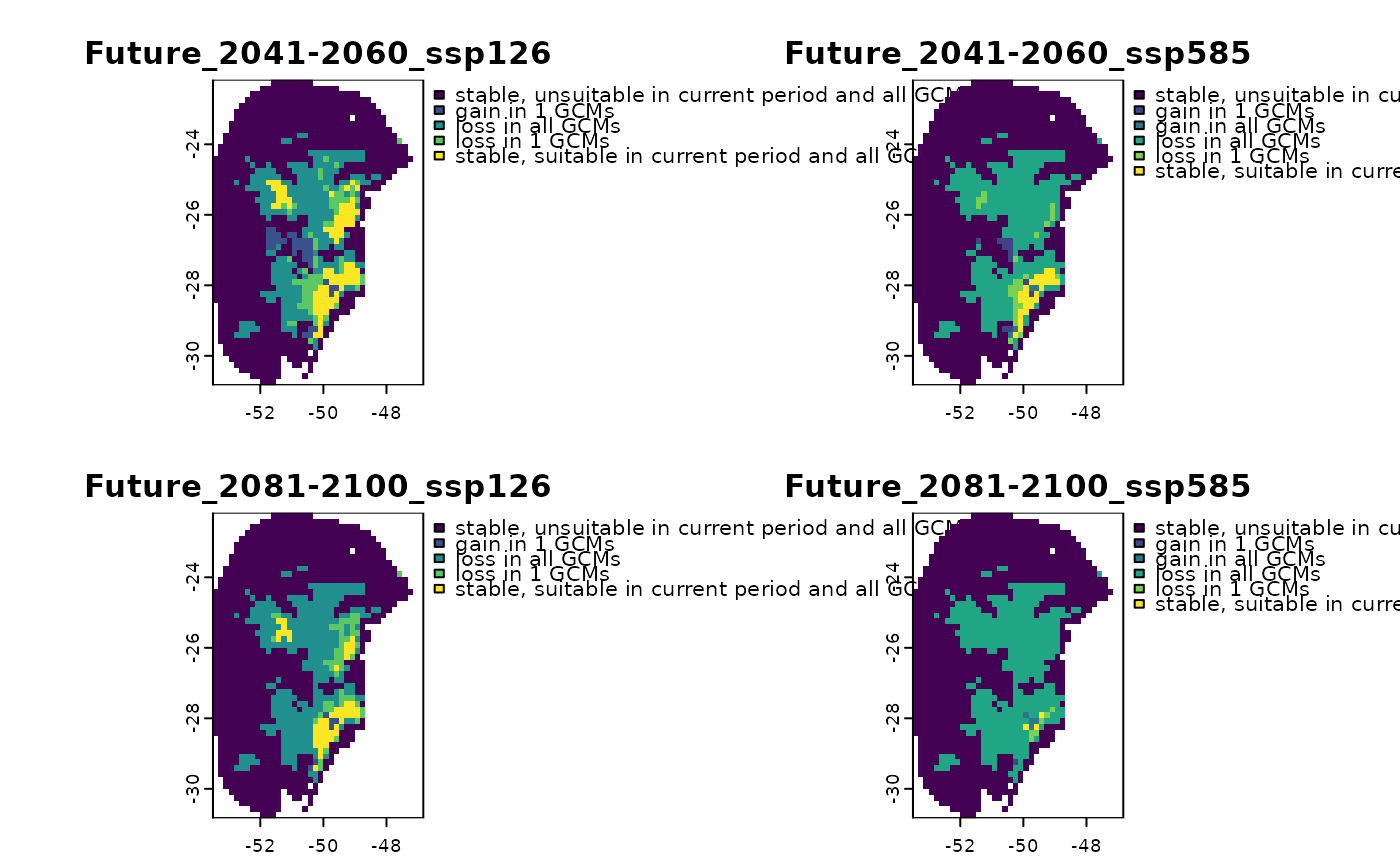 Future_2041-2060_ssp126
stable, unsuitable in current period and all GCM
gain in 1 GCMs
loss in all GCMs
loss in 1 GCMs
stable, suitable in current period and all GC
-24
-26
-28
-30
-52 -50 -48
Future_2041-2060_ssp585
stable, unsuitable in cu
gain in 1 GCMs
gain in all GCMs
loss in all GCMs
loss in 1 GCMs
stable, suitable in curre
-24
-26
-28
-30
-52 -50 -48
Future_2081-2100_ssp126
stable, unsuitable in current period and all GCM
gain in 1 GCMs
loss in all GCMs
loss in 1 GCMs
stable, suitable in current period and all GC
-24
-26
-28
-30
-52 -50 -48
Future_2081-2100_ssp585
stable, unsuitable in cu
gain in 1 GCMs
gain in all GCMs
loss in all GCMs
loss in 1 GCMs
stable, suitable in curre
-24
-26
-28
-30
-52 -50 -48